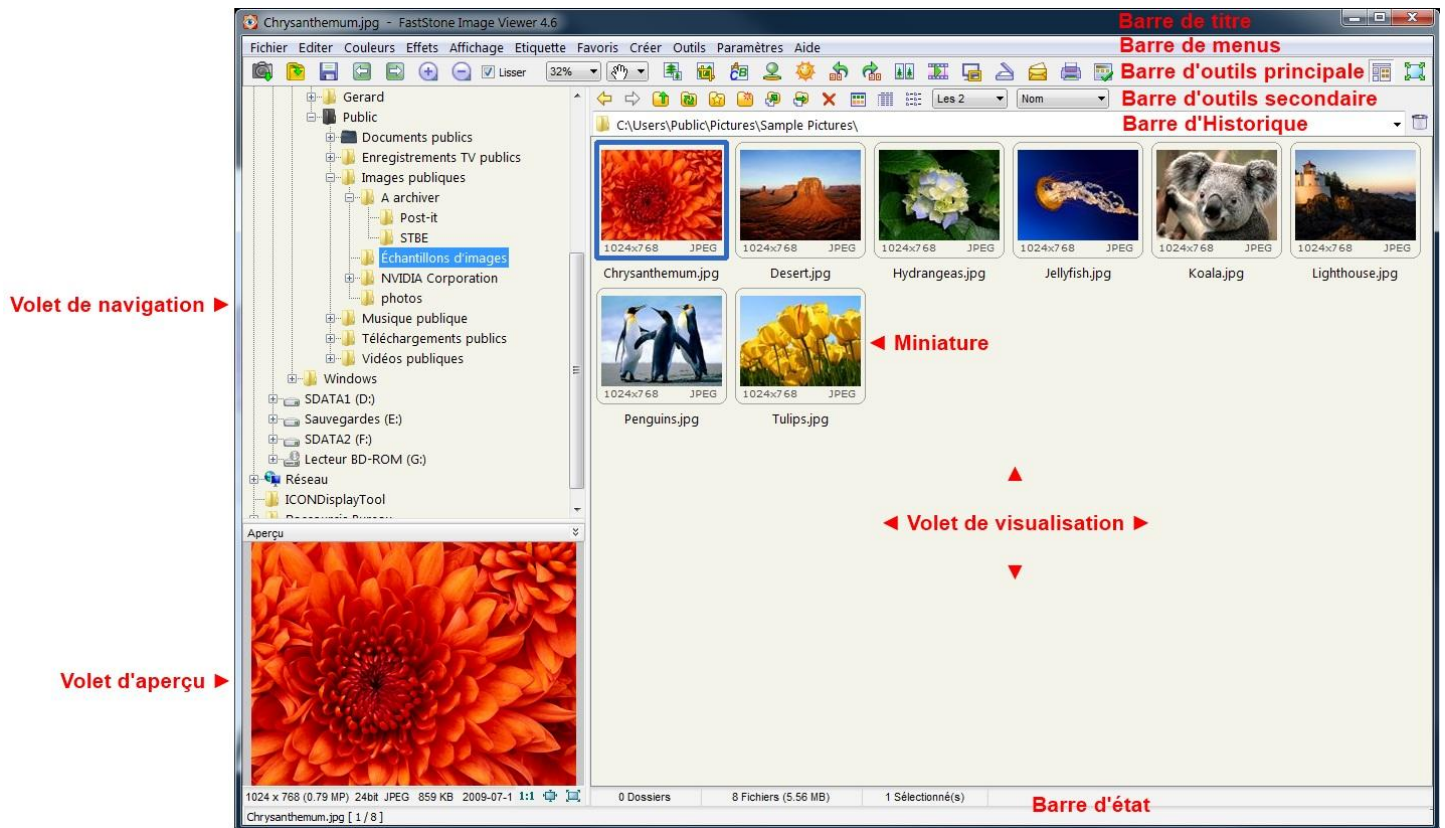 Chrysanthemum.jpg - FastStone Image Viewer 4.6
Barre de titre
Fichier Editer Couleurs Effets Affichage Etiquette Favoris Créer Outils Paramètres Aide
Barre de menus
Lisser 32%
Barre d'outils principale
Les 2 Nom
Barre d'outils secondaire
C:\Users\Public\Pictures\Sample Pictures\
Barre d'Historique
Gerard
Public
Documents publics
Enregistrements TV publics
Images publiques
A archiver
Post-it
STBE
Échantillons d'images
NVIDIA Corporation
photos
Musique publique
Téléchargements publics
Vidéos publiques
Windows
SDATA1 (D:)
Sauvegardes (E:)
SDATA2 (F:)
Lecteur BD-ROM (G:)
Réseau
ICONDisplayTool
Raccourcis Bureau
Volet de navigation ►
1024x768 JPEG 1024x768 JPEG 1024x768 JPEG 1024x768 JPEG 1024x768 JPEG 1024x768 JPEG
Chrysanthemum.jpg Desert.jpg Hydrangeas.jpg Jellyfish.jpg Koala.jpg Lighthouse.jpg
◄ Miniature
1024x768 JPEG 1024x768 JPEG
Penguins.jpg Tulips.jpg
▲
◄ Volet de visualisation ►
▼
Aperçu
Volet d'aperçu ►
1024 x 768 (0.79 MP) 24bit JPEG 859 KB 2009-07-1 1:1
0 Dossiers 8 Fichiers (5.56 MB) 1 Sélectionné(s)
Barre d'état
Chrysanthemum.jpg [ 1 / 8 ]